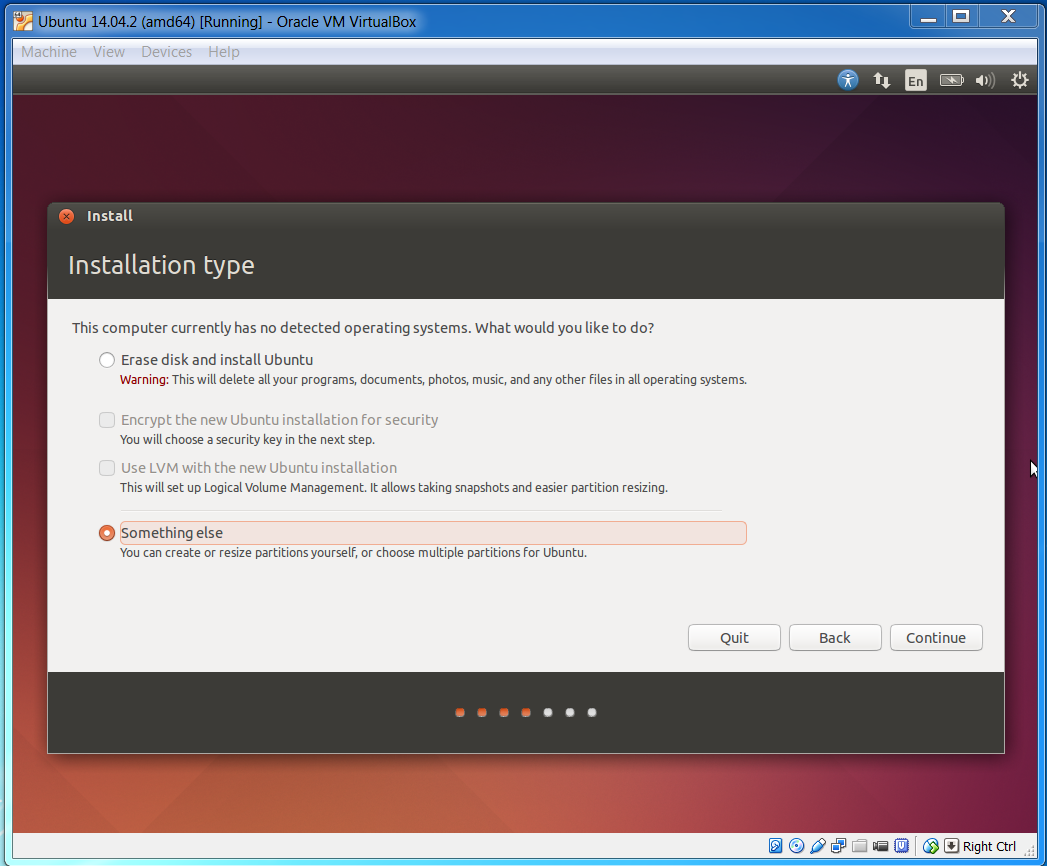 Ubuntu 14.04.2 (amd64) [Running] - Oracle VM VirtualBox
Machine View Devices Help
En
Install
Installation type
This computer currently has no detected operating systems. What would you like to do?
Erase disk and install Ubuntu
Warning: This will delete all your programs, documents, photos, music, and any other files in all operating systems.
Encrypt the new Ubuntu installation for security
You will choose a security key in the next step.
Use LVM with the new Ubuntu installation
This will set up Logical Volume Management. It allows taking snapshots and easier partition resizing.
Something else
You can create or resize partitions yourself, or choose multiple partitions for Ubuntu.
Quit Back Continue
Right Ctrl